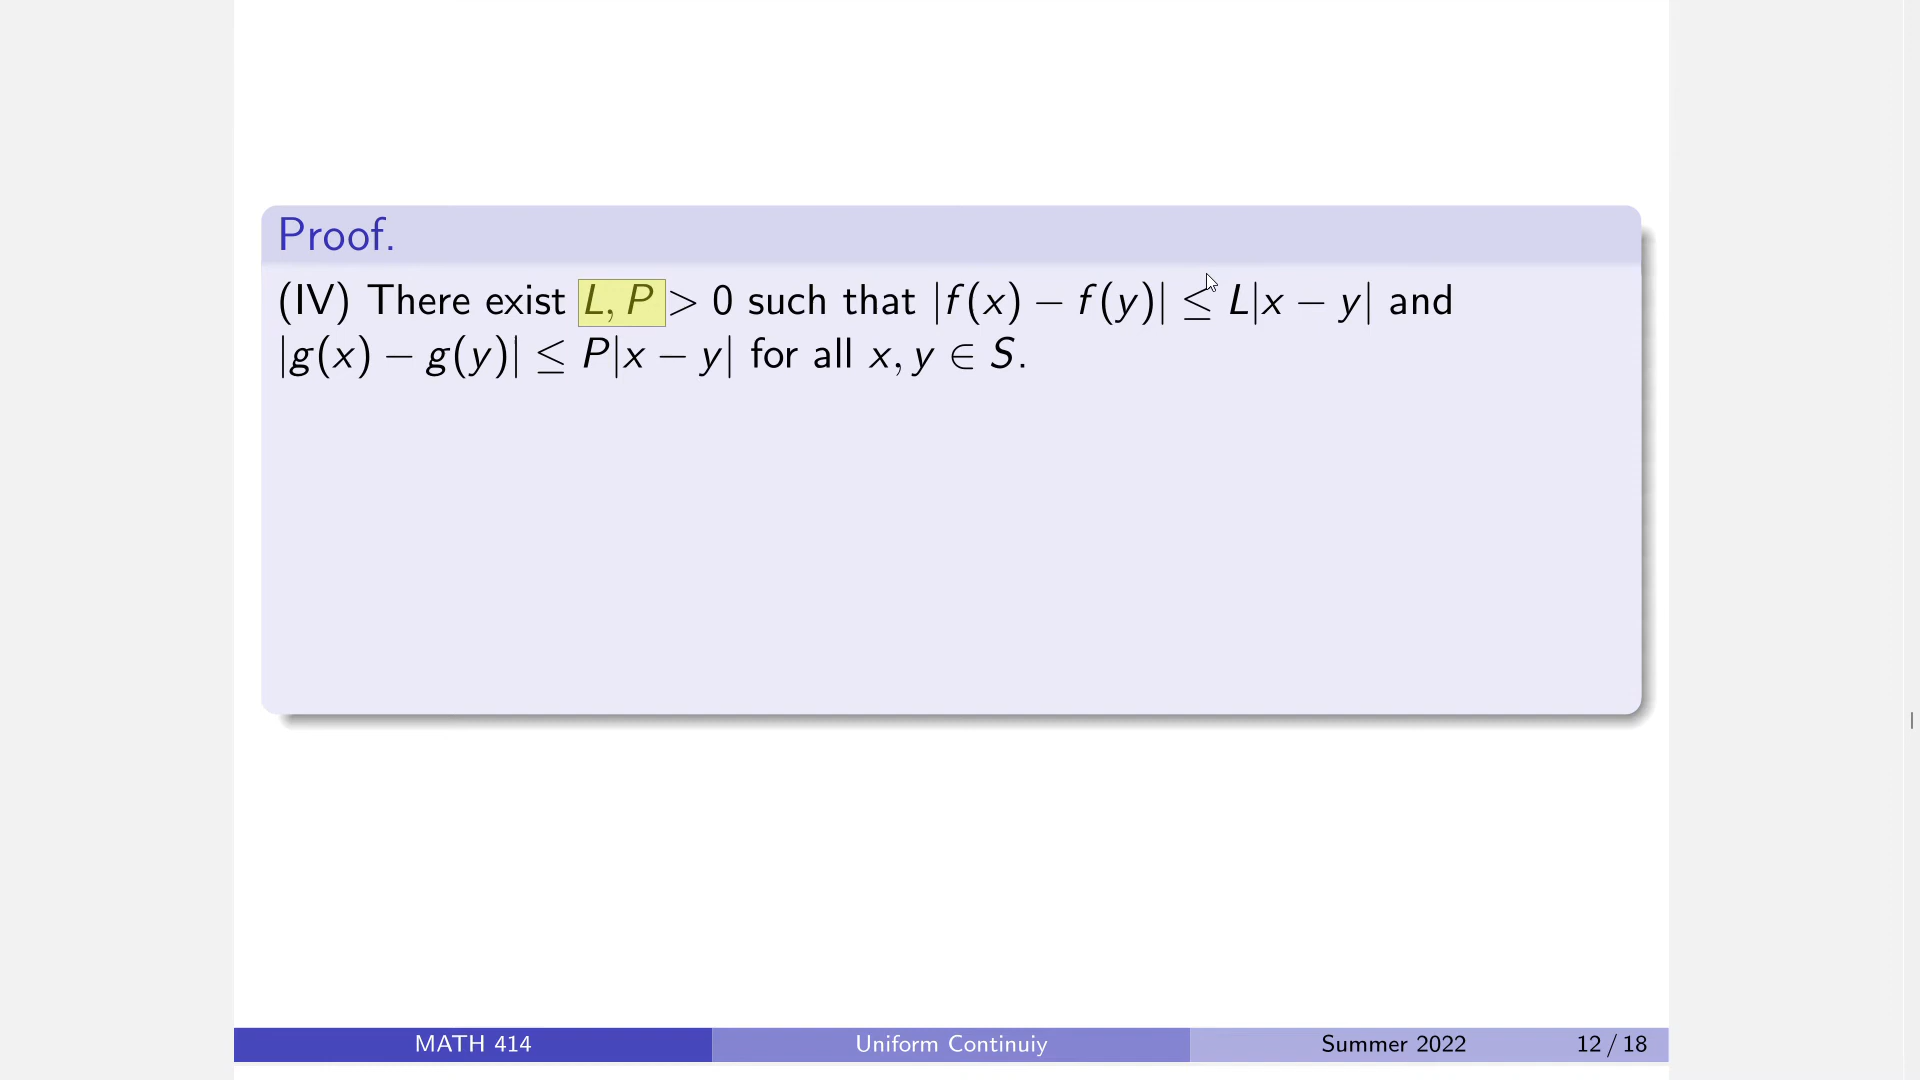 Proof.
(IV) There exist L, P > 0 such that |f(x) − f(y)| ≤ L|x − y| and
|g(x) − g(y)| ≤ P|x − y| for all x, y ∈ S.
MATH 414 Uniform Continuiy Summer 2022 12 / 18